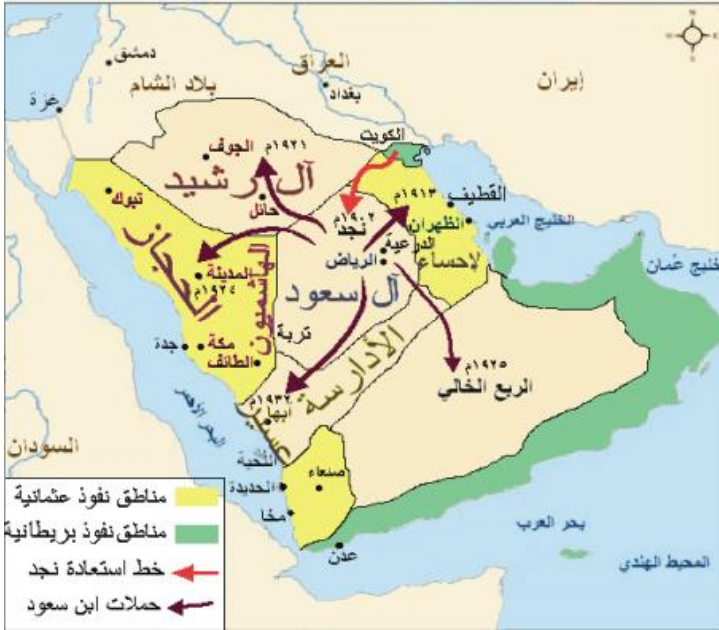 دمشق
العراق
بلاد الشام
بغداد
إيران
غزة
الكويت
الجوف
١٩٢١م
آل رشيد
تبوك
حائل
١٩٠٢م
نجد
١٩١٣م
القطيف
الظهران
الخليج العربي
خليج عُمان
الحجاز
الهاشميون
المدينة
١٩٢٤م
الدرعية
الرياض
لإحساء
آل سعود
تربة
جدة
مكة
الطائف
الأدارسة
١٩٢٥م
الربع الخالي
١٩٣٢م
أبها
عسير
البحر الأحمر
السودان
اللحية
صنعاء
الحديدة
مخا
عدن
بحر العرب
المحيط الهندي
مناطق نفوذ عثمانية
مناطق نفوذ بريطانية
خط استعادة نجد
حملات ابن سعود